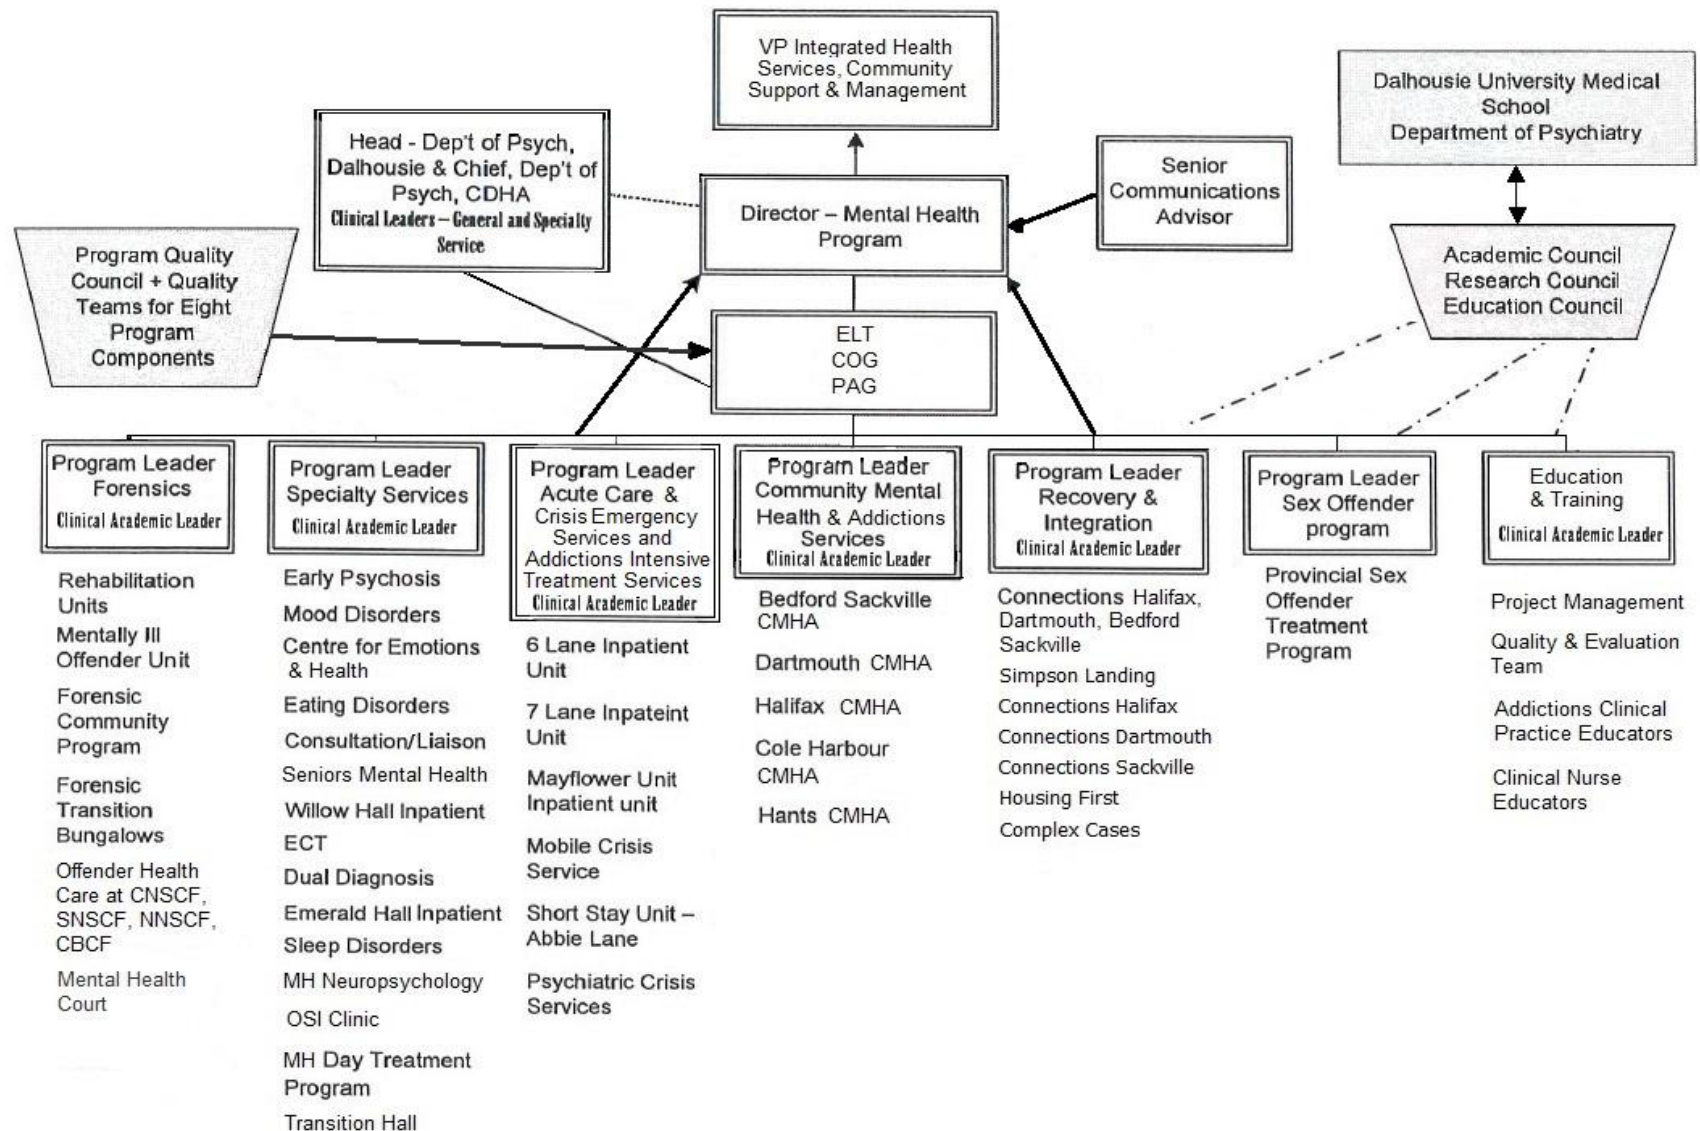 VP Integrated Health
Services, Community
Support & Management
Dalhousie University Medical
School
Department of Psychiatry
Head - Dep't of Psych,
Dalhousie & Chief, Dep't of
Psych, CDHA
Clinical Leaders – General and Specialty
Service
Senior
Communications
Advisor
Director – Mental Health
Program
Program Quality
Council + Quality
Teams for Eight
Program
Components
Academic Council
Research Council
Education Council
ELT
COG
PAG
Program Leader
Forensics
Clinical Academic Leader
Rehabilitation
Units
Mentally Ill
Offender Unit
Forensic
Community
Program
Forensic
Transition
Bungalows
Offender Health
Care at CNSCF,
SNSCF, NNSCF,
CBCF
Mental Health
Court
Program Leader
Specialty Services
Clinical Academic Leader
Early Psychosis
Mood Disorders
Centre for Emotions
& Health
Eating Disorders
Consultation/Liaison
Seniors Mental Health
Willow Hall Inpatient
ECT
Dual Diagnosis
Emerald Hall Inpatient
Sleep Disorders
MH Neuropsychology
OSI Clinic
MH Day Treatment
Program
Transition Hall
Program Leader
Acute Care &
Crisis Emergency
Services and
Addictions Intensive
Treatment Services
Clinical Academic Leader
6 Lane Inpatient
Unit
7 Lane Inpateint
Unit
Mayflower Unit
Inpatient unit
Mobile Crisis
Service
Short Stay Unit –
Abbie Lane
Psychiatric Crisis
Services
Program Leader
Community Mental
Health & Addictions
Services
Clinical Academic Leader
Bedford Sackville
CMHA
Dartmouth CMHA
Halifax CMHA
Cole Harbour
CMHA
Hants CMHA
Program Leader
Recovery &
Integration
Clinical Academic Leader
Connections Halifax,
Dartmouth, Bedford
Sackville
Simpson Landing
Connections Halifax
Connections Dartmouth
Connections Sackville
Housing First
Complex Cases
Program Leader
Sex Offender
program
Provincial Sex
Offender
Treatment
Program
Education
& Training
Clinical Academic Leader
Project Management
Quality & Evaluation
Team
Addictions Clinical
Practice Educators
Clinical Nurse
Educators